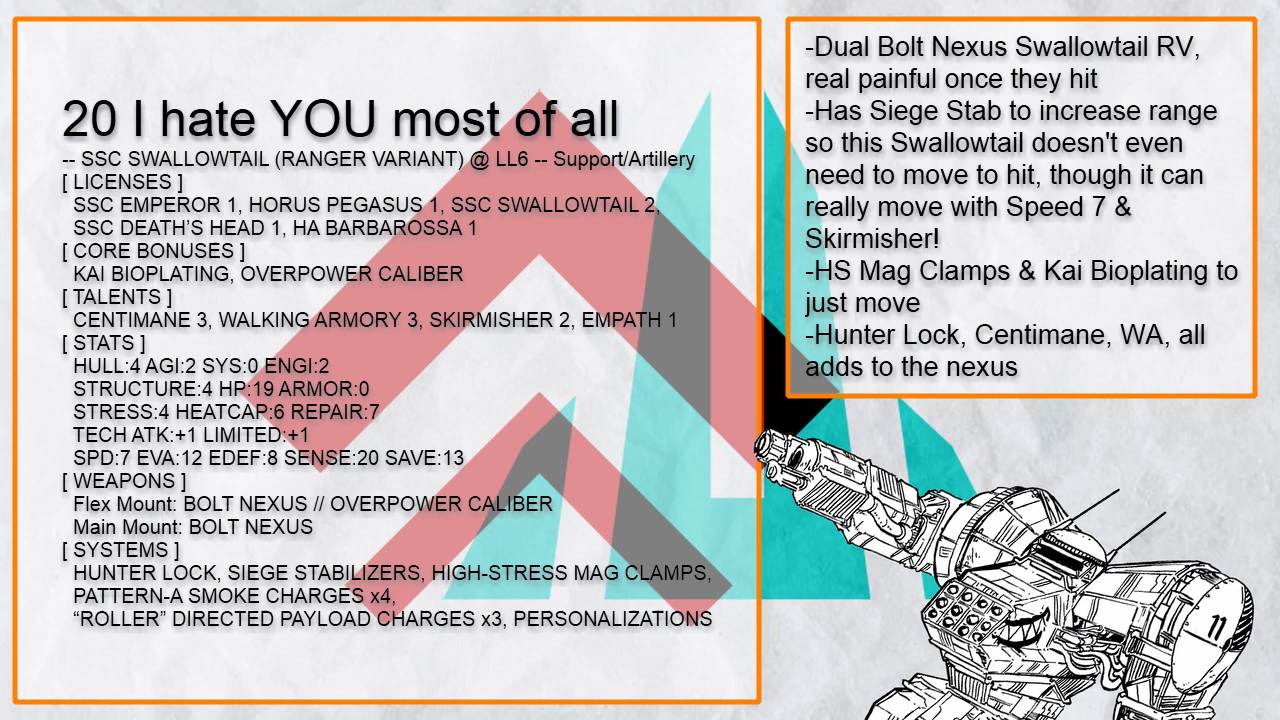 20 I hate YOU most of all
-- SSC SWALLOWTAIL (RANGER VARIANT) @ LL6 -- Support/Artillery
[ LICENSES ]
SSC EMPEROR 1, HORUS PEGASUS 1, SSC SWALLOWTAIL 2,
SSC DEATH’S HEAD 1, HA BARBAROSSA 1
[ CORE BONUSES ]
KAI BIOPLATING, OVERPOWER CALIBER
[ TALENTS ]
CENTIMANE 3, WALKING ARMORY 3, SKIRMISHER 2, EMPATH 1
[ STATS ]
HULL:4 AGI:2 SYS:0 ENGI:2
STRUCTURE:4 HP:19 ARMOR:0
STRESS:4 HEATCAP:6 REPAIR:7
TECH ATK:+1 LIMITED:+1
SPD:7 EVA:12 EDEF:8 SENSE:20 SAVE:13
[ WEAPONS ]
Flex Mount: BOLT NEXUS // OVERPOWER CALIBER
Main Mount: BOLT NEXUS
[ SYSTEMS ]
HUNTER LOCK, SIEGE STABILIZERS, HIGH-STRESS MAG CLAMPS,
PATTERN-A SMOKE CHARGES x4,
“ROLLER” DIRECTED PAYLOAD CHARGES x3, PERSONALIZATIONS
-Dual Bolt Nexus Swallowtail RV,
real painful once they hit
-Has Siege Stab to increase range
so this Swallowtail doesn't even
need to move to hit, though it can
really move with Speed 7 &
Skirmisher!
-HS Mag Clamps & Kai Bioplating to
just move
-Hunter Lock, Centimane, WA, all
adds to the nexus
11